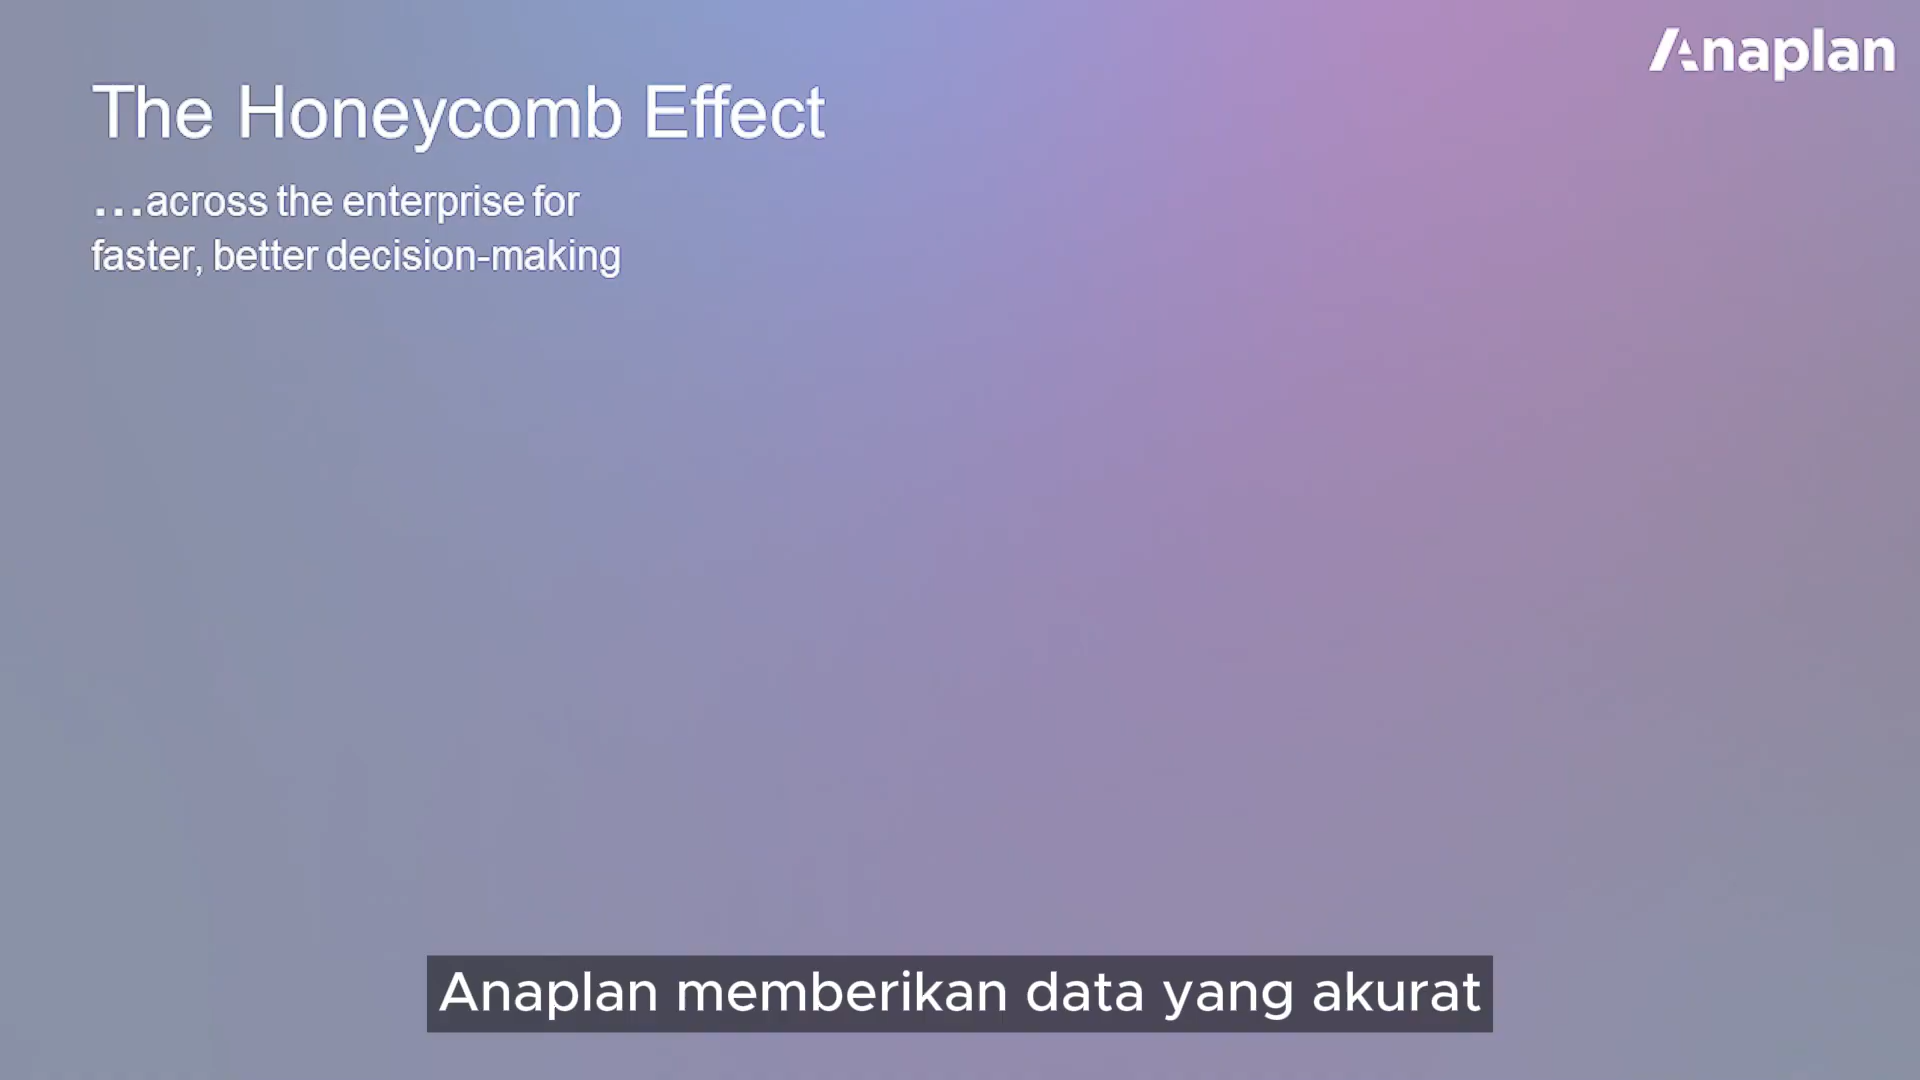 Anaplan
The Honeycomb Effect
...across the enterprise for
faster, better decision-making
Anaplan memberikan data yang akurat